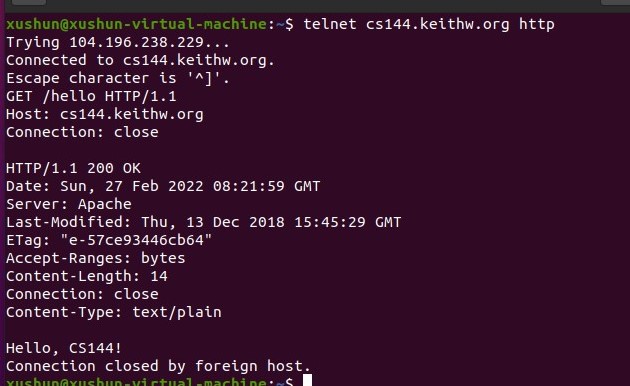 xushun@xushun-virtual-machine:~$ telnet cs144.keithw.org http
Trying 104.196.238.229...
Connected to cs144.keithw.org.
Escape character is '^]'.
GET /hello HTTP/1.1
Host: cs144.keithw.org
Connection: close

HTTP/1.1 200 OK
Date: Sun, 27 Feb 2022 08:21:59 GMT
Server: Apache
Last-Modified: Thu, 13 Dec 2018 15:45:29 GMT
ETag: "e-57ce93446cb64"
Accept-Ranges: bytes
Content-Length: 14
Connection: close
Content-Type: text/plain

Hello, CS144!
Connection closed by foreign host.
xushun@xushun-virtual-machine:~$